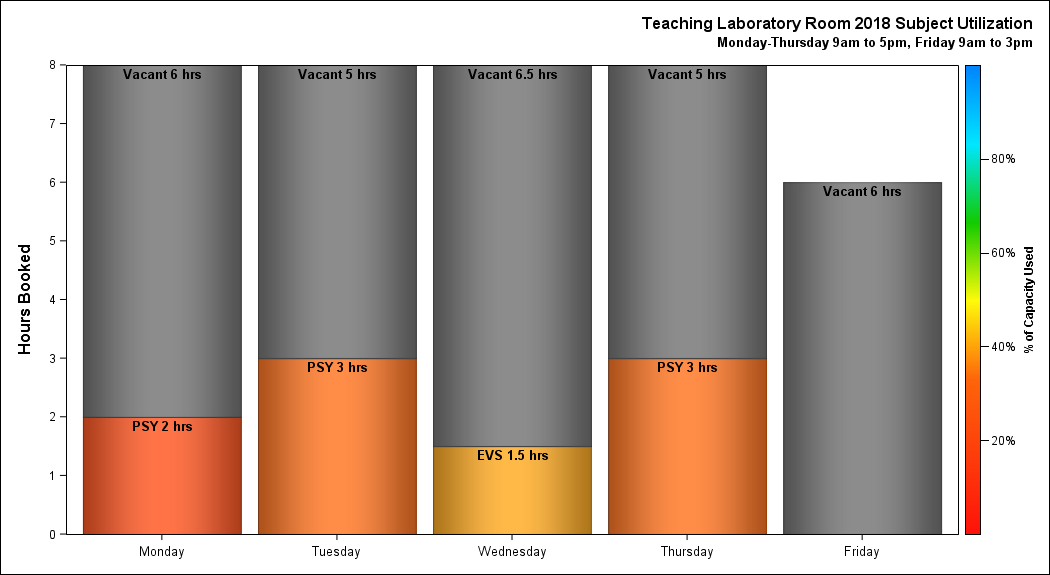 Teaching Laboratory Room 2018 Subject Utilization
Monday-Thursday 9am to 5pm, Friday 9am to 3pm
Hours Booked
8
7
6
5
4
3
2
1
0
Vacant 6 hrs
PSY 2 hrs
Vacant 5 hrs
PSY 3 hrs
Vacant 6.5 hrs
EVS 1.5 hrs
Vacant 5 hrs
PSY 3 hrs
Vacant 6 hrs
Monday
Tuesday
Wednesday
Thursday
Friday
80%
60%
40%
20%
% of Capacity Used